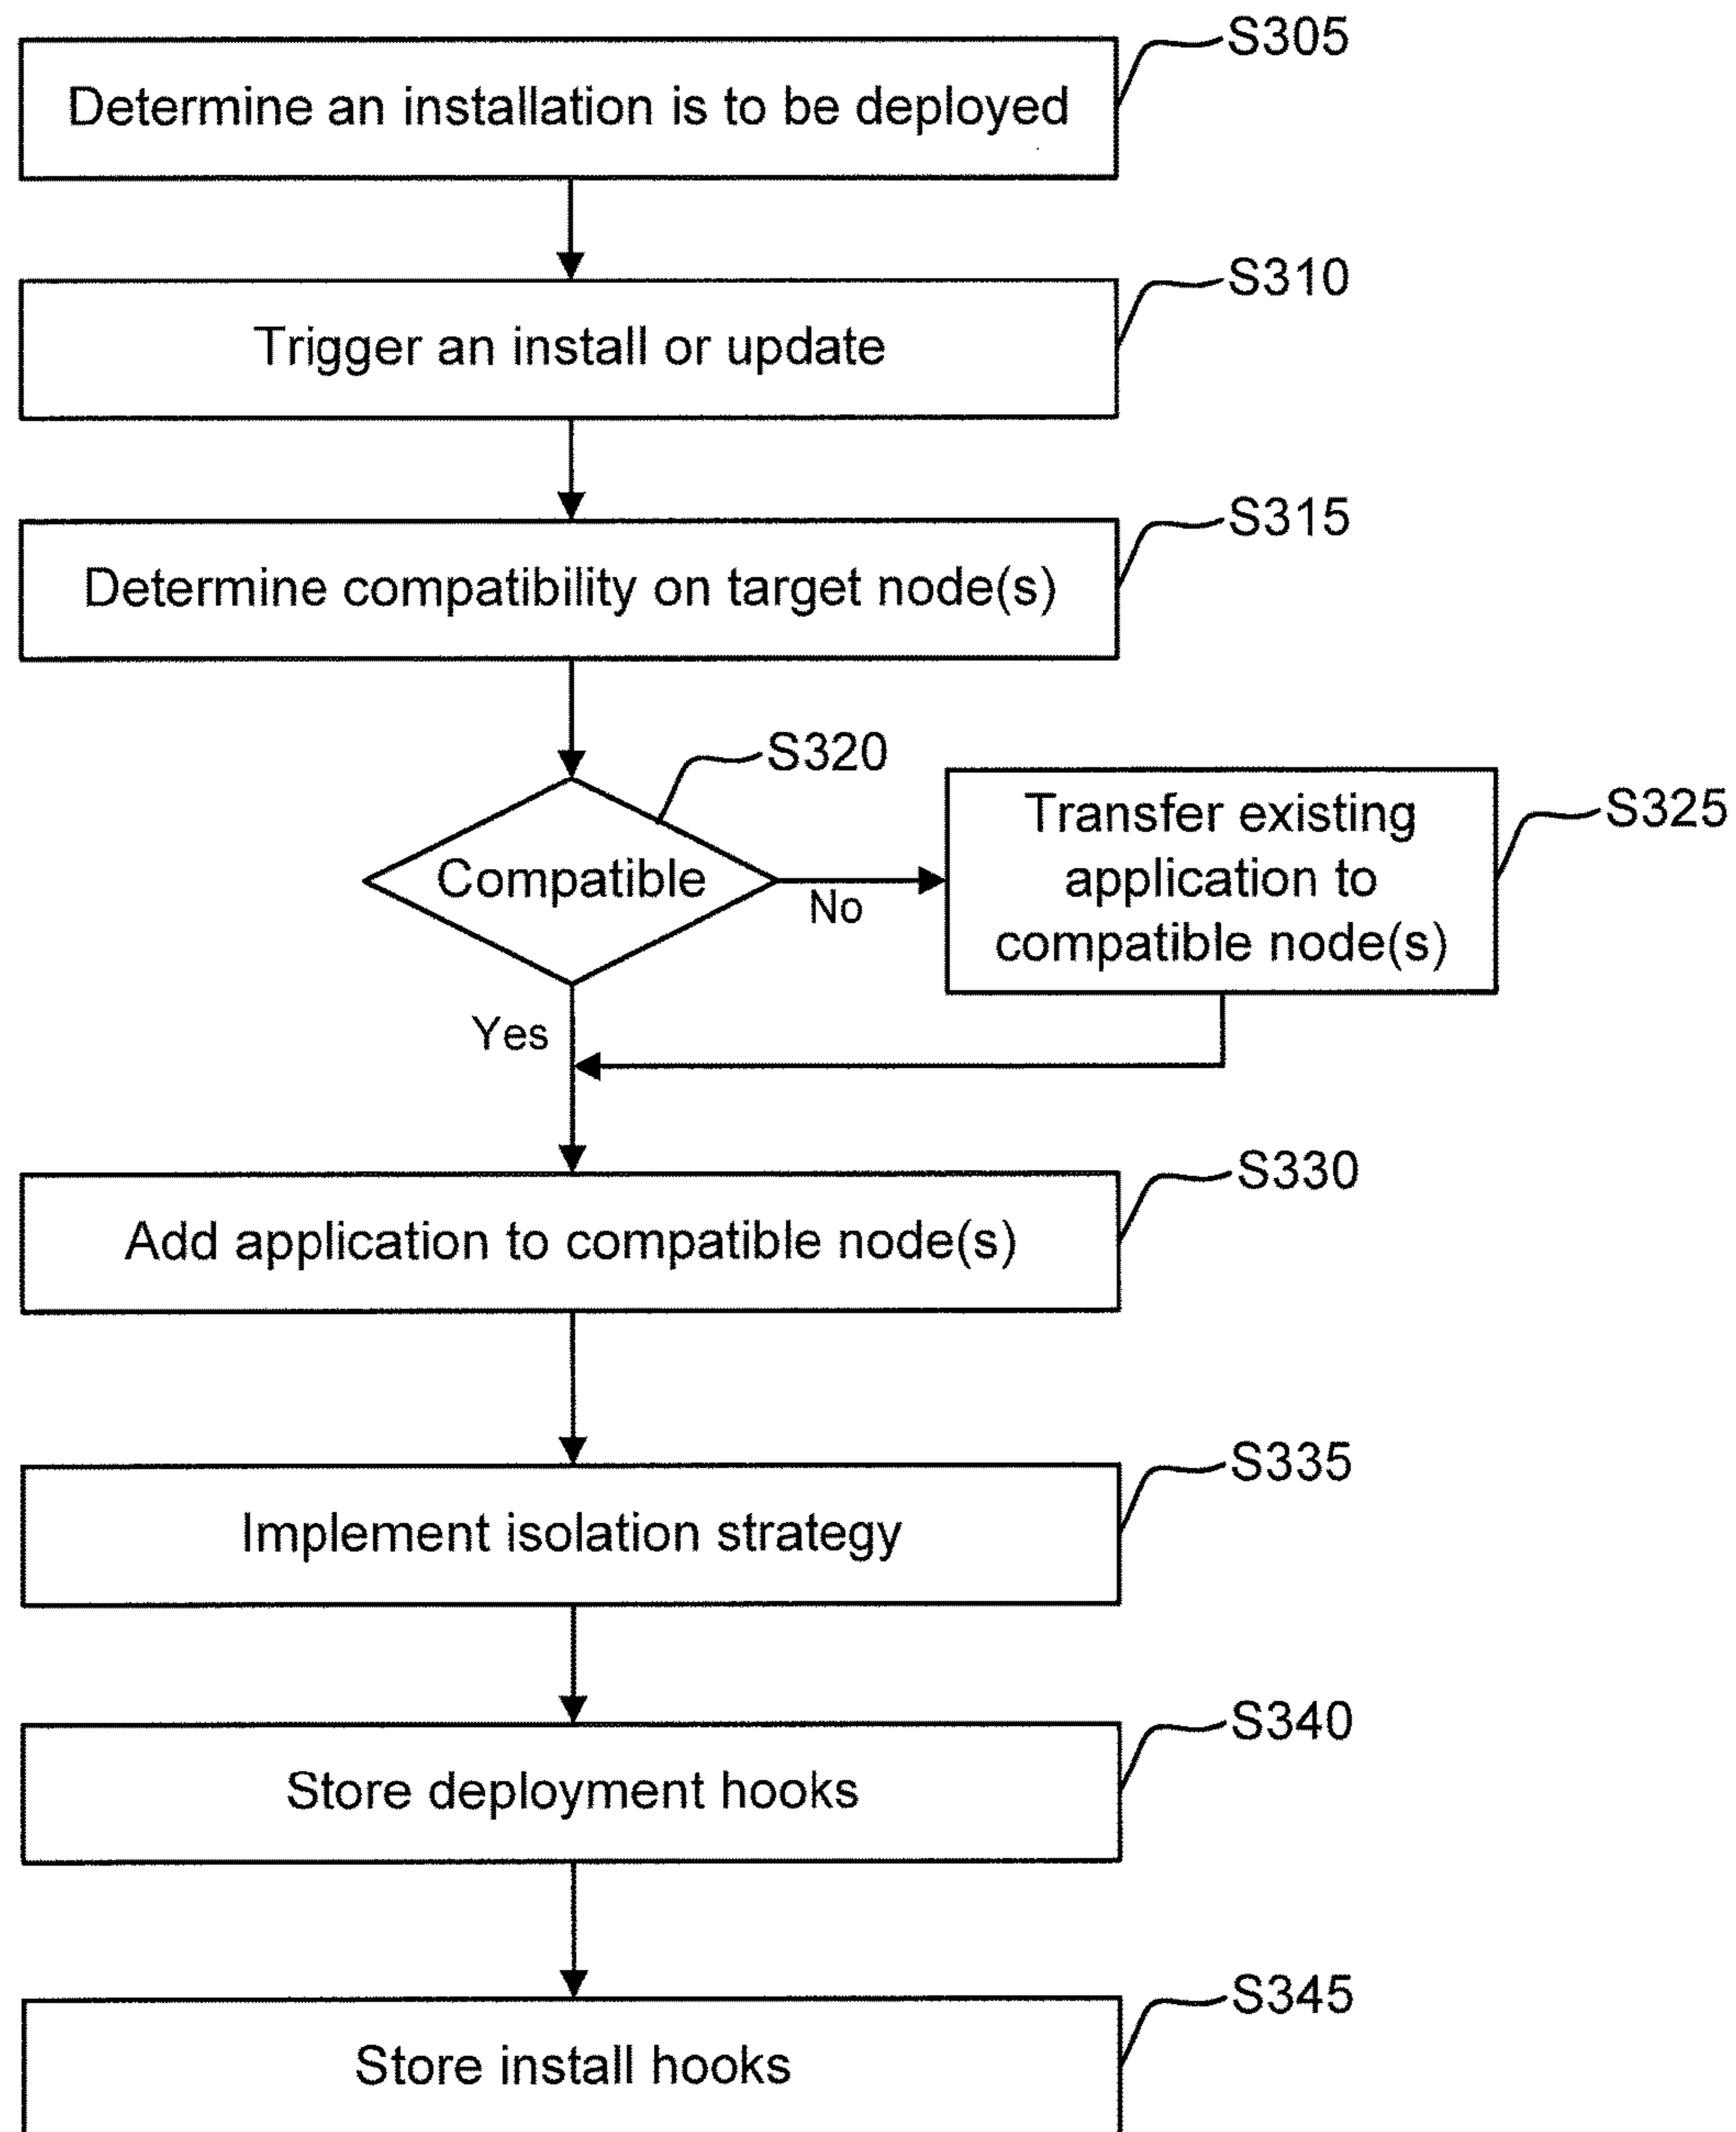 S305
Determine an installation is to be deployed
S310
Trigger an install or update
S315
Determine compatibility on target node(s)
S320
Compatible
No
Yes
Transfer existing
application to
compatible node(s)
S325
S330
Add application to compatible node(s)
S335
Implement isolation strategy
S340
Store deployment hooks
S345
Store install hooks